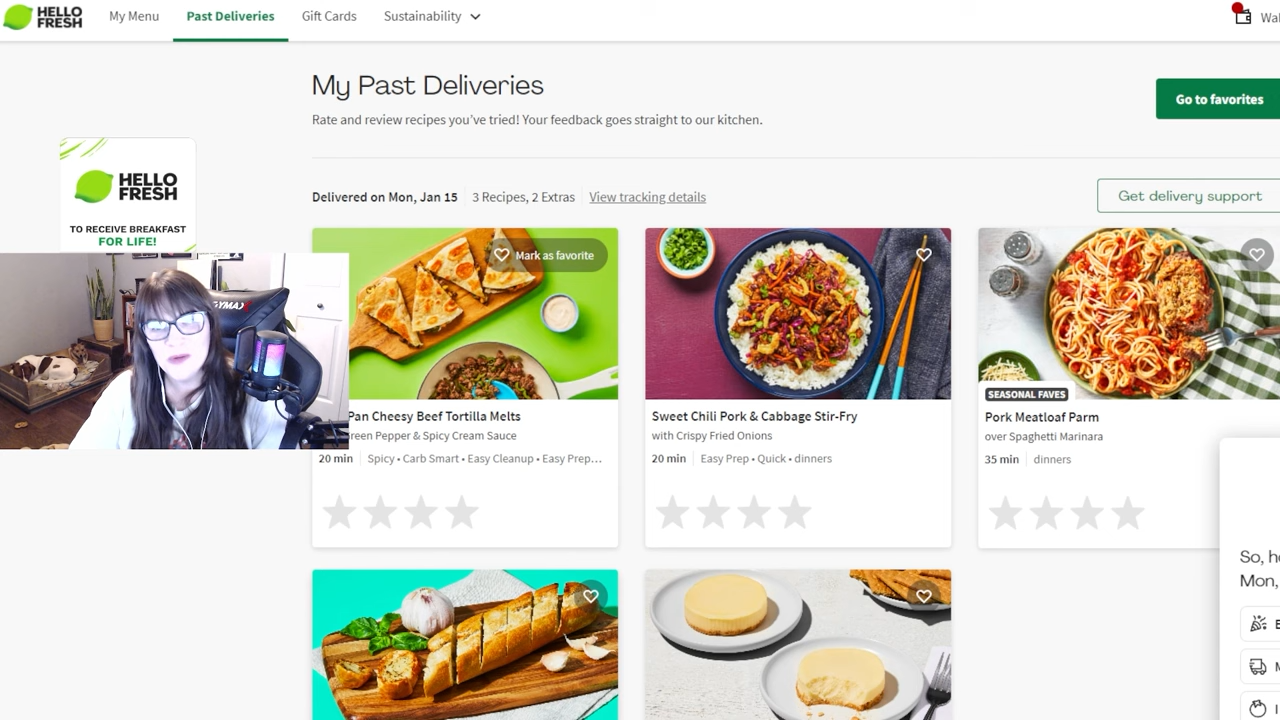 HELLO
FRESH
My Menu
Past Deliveries
Gift Cards
Sustainability
My Past Deliveries
Rate and review recipes you've tried! Your feedback goes straight to our kitchen.
Go to favorites
HELLO
FRESH
TO RECEIVE BREAKFAST
FOR LIFE!
Delivered on Mon, Jan 15
3 Recipes, 2 Extras
View tracking details
Get delivery support
Mark as favorite
Pan Cheesy Beef Tortilla Melts
Pepper & Spicy Cream Sauce
20 min
Spicy • Carb Smart • Easy Cleanup • Easy Prep...
Sweet Chili Pork & Cabbage Stir-Fry
with Crispy Fried Onions
20 min
Easy Prep • Quick • dinners
SEASONAL FAVES
Pork Meatloaf Parm
over Spaghetti Marinara
35 min
dinners
So,
Mon,